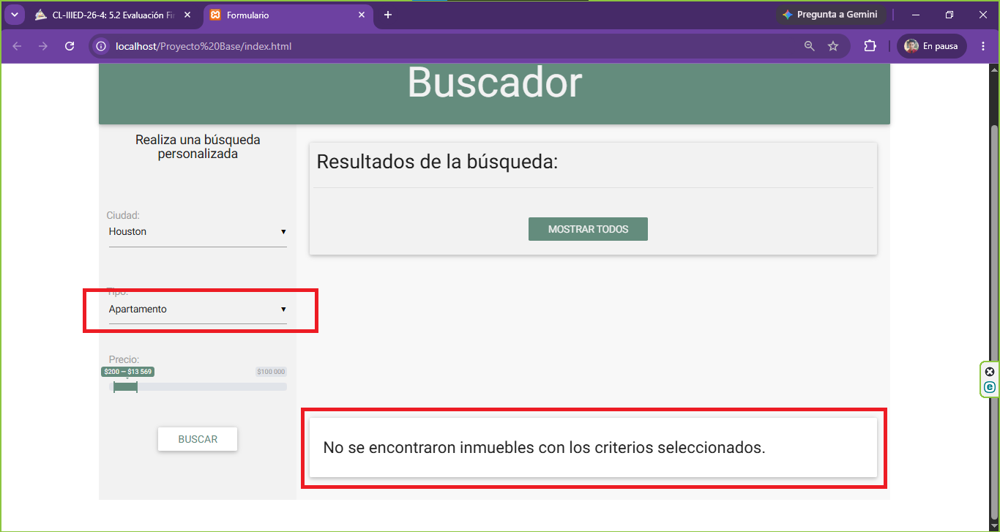 CL-IIIED-26-4: 5.2 Evaluación Fi
Formulario
Pregunta a Gemini
localhost/Proyecto%20Base/index.html
En pausa
Buscador
Realiza una búsqueda
personalizada
Resultados de la búsqueda:
MOSTRAR TODOS
Ciudad:
Houston
Tipo:
Apartamento
Precio:
$200 — $13 569
$100 000
BUSCAR
No se encontraron inmuebles con los criterios seleccionados.